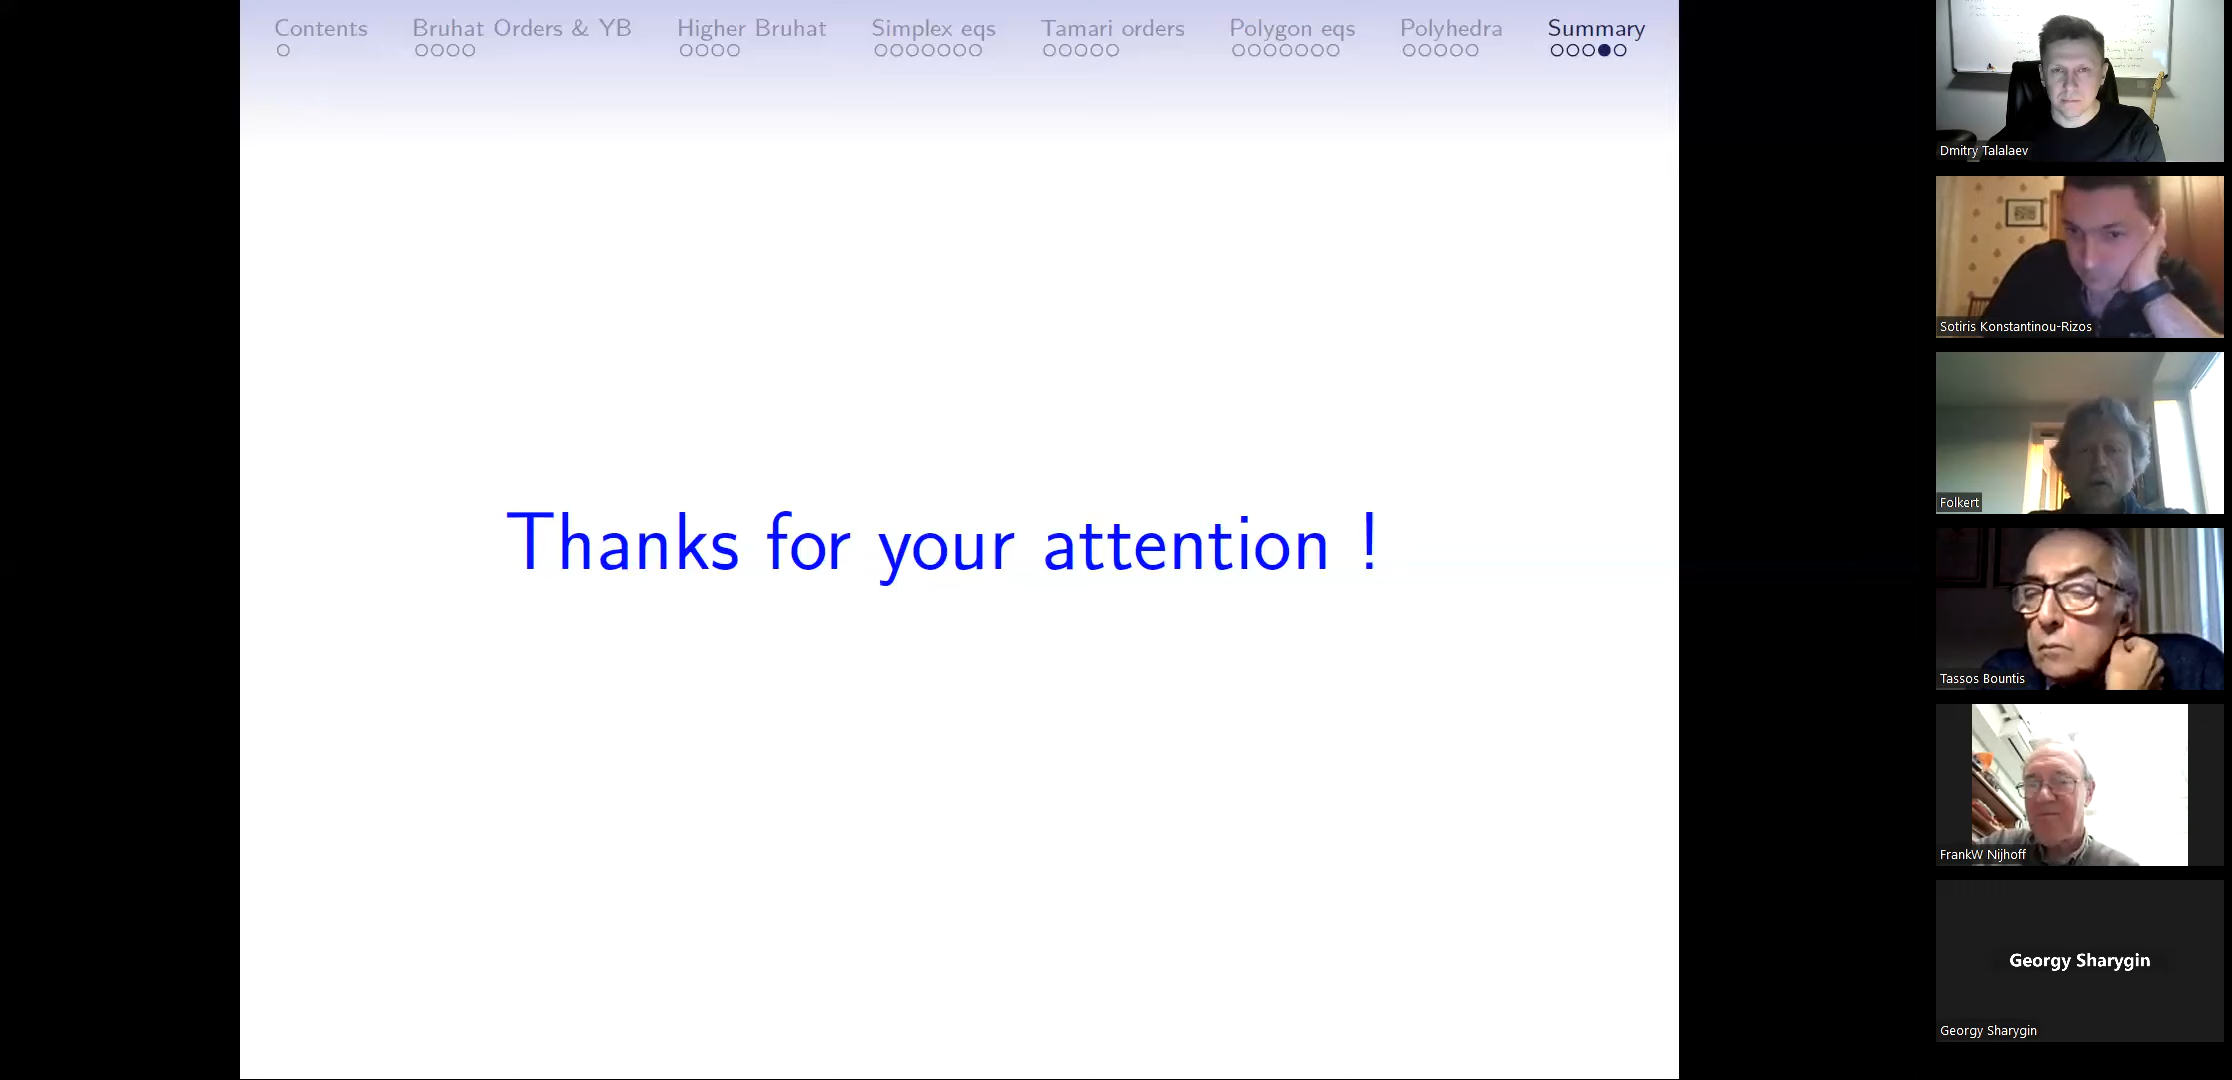 Contents Bruhat Orders & YB Higher Bruhat Simplex eqs Tamari orders Polygon eqs Polyhedra Summary
Thanks for your attention !
Dmitry Talalaev
Sotiris Konstantinou-Rizos
Folkert
Tassos Bountis
FrankW Nijhoff
Georgy Sharygin
Georgy Sharygin